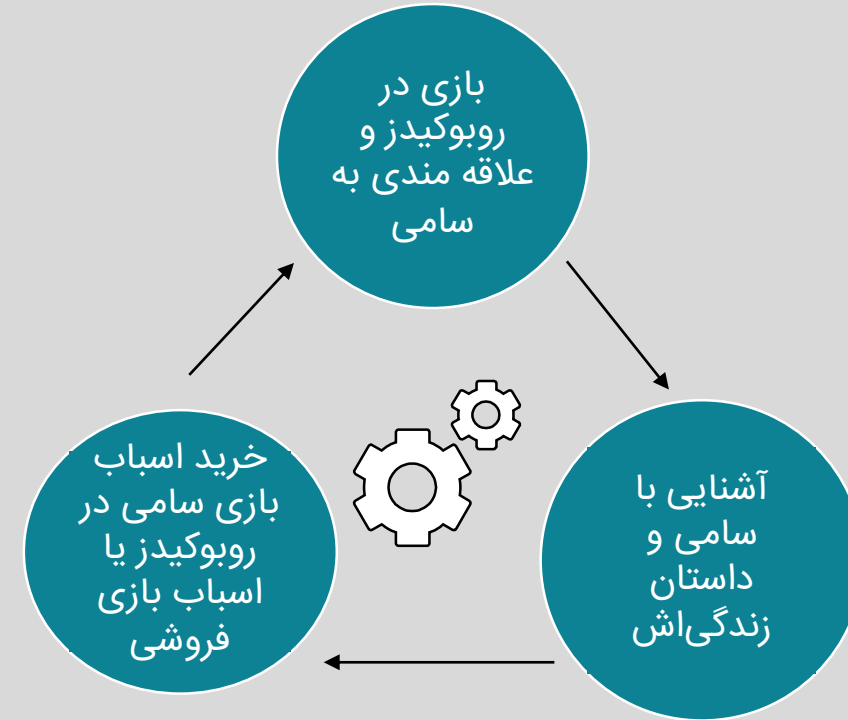 بازی در
روبوکیدز و
علاقه مندی به
سامی
آشنایی با
سامی و
داستان
زندگی‌اش
خرید اسباب
بازی سامی در
روبوکیدز یا
اسباب بازی
فروشی